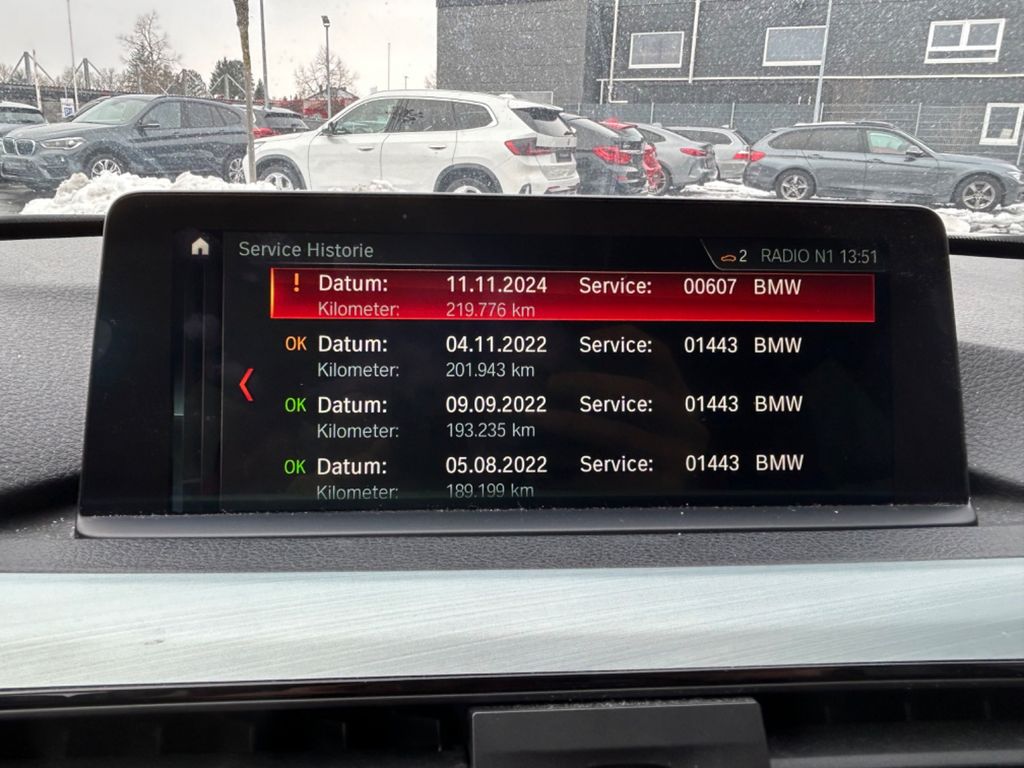 Service Historie
2 RADIO N1 13:51
! Datum: 11.11.2024 Service: 00607 BMW
Kilometer: 219.776 km
OK Datum: 04.11.2022 Service: 01443 BMW
Kilometer: 201.943 km
OK Datum: 09.09.2022 Service: 01443 BMW
Kilometer: 193.235 km
OK Datum: 05.08.2022 Service: 01443 BMW
Kilometer: 189.199 km